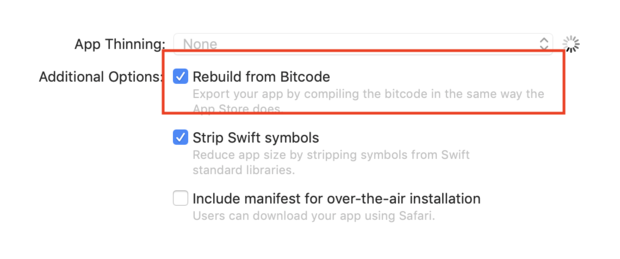 App Thinning: None
Additional Options: Rebuild from Bitcode
Export your app by compiling the bitcode in the same way the
App Store does.
Strip Swift symbols
Reduce app size by stripping symbols from Swift
standard libraries.
Include manifest for over-the-air installation
Users can download your app using Safari.